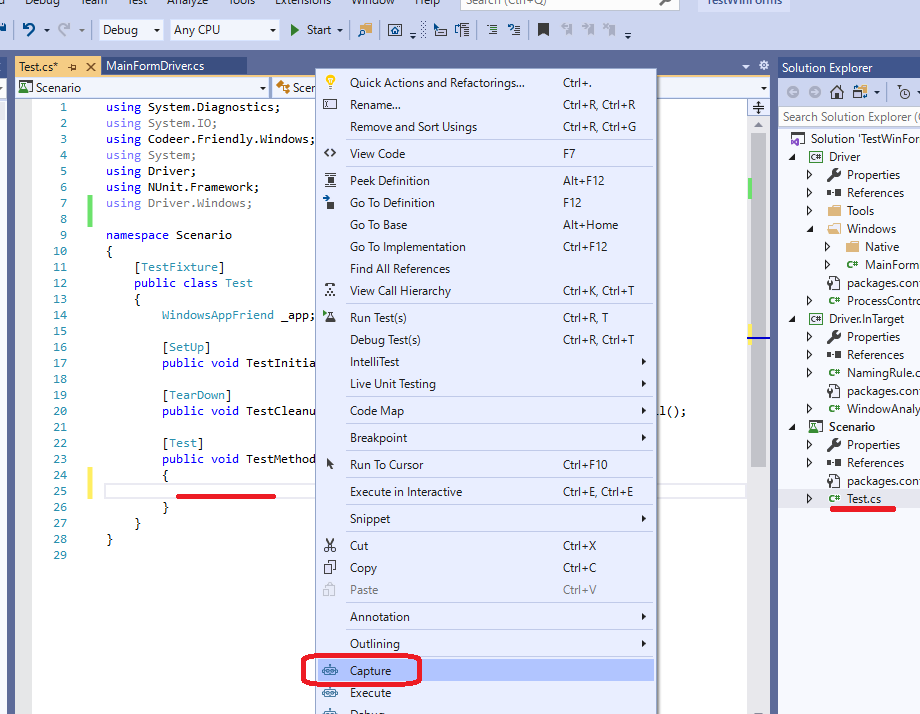 Debug Team Test Analyze Tools Extensions Window Help Search (Ctrl+Q) TestWinForms
Debug Any CPU Start
Test.cs* MainFormDriver.cs
Scenario Scen
1 using System.Diagnostics;
2 using System.IO;
3 using Codeer.Friendly.Windows;
4 using System;
5 using Driver;
6 using NUnit.Framework;
7 using Driver.Windows;
8
9 namespace Scenario
10 {
11 [TestFixture]
12 public class Test
13 {
14 WindowsAppFriend _app;
15
16 [SetUp]
17 public void TestInitia
18
19 [TearDown]
20 public void TestCleanu l();
21
22 [Test]
23 public void TestMethod
24 {
25
26 }
27 }
28 }
29
Quick Actions and Refactorings... Ctrl+.
Rename... Ctrl+R, Ctrl+R
Remove and Sort Usings Ctrl+R, Ctrl+G
View Code F7
Peek Definition Alt+F12
Go To Definition F12
Go To Base Alt+Home
Go To Implementation Ctrl+F12
Find All References
View Call Hierarchy Ctrl+K, Ctrl+T
Run Test(s) Ctrl+R, T
Debug Test(s) Ctrl+R, Ctrl+T
IntelliTest
Live Unit Testing
Code Map
Breakpoint
Run To Cursor Ctrl+F10
Execute in Interactive Ctrl+E, Ctrl+E
Snippet
Cut Ctrl+X
Copy Ctrl+C
Paste Ctrl+V
Annotation
Outlining
Capture
Execute
Debug
Solution Explorer
Search Solution Explorer (
Solution 'TestWinFor
C# Driver
Properties
References
Tools
Windows
Native
C# MainForm
packages.con
C# ProcessContro
C# Driver.InTarget
Properties
References
C# NamingRule.c
packages.con
C# WindowAnaly
Scenario
Properties
References
packages.con
C# Test.cs